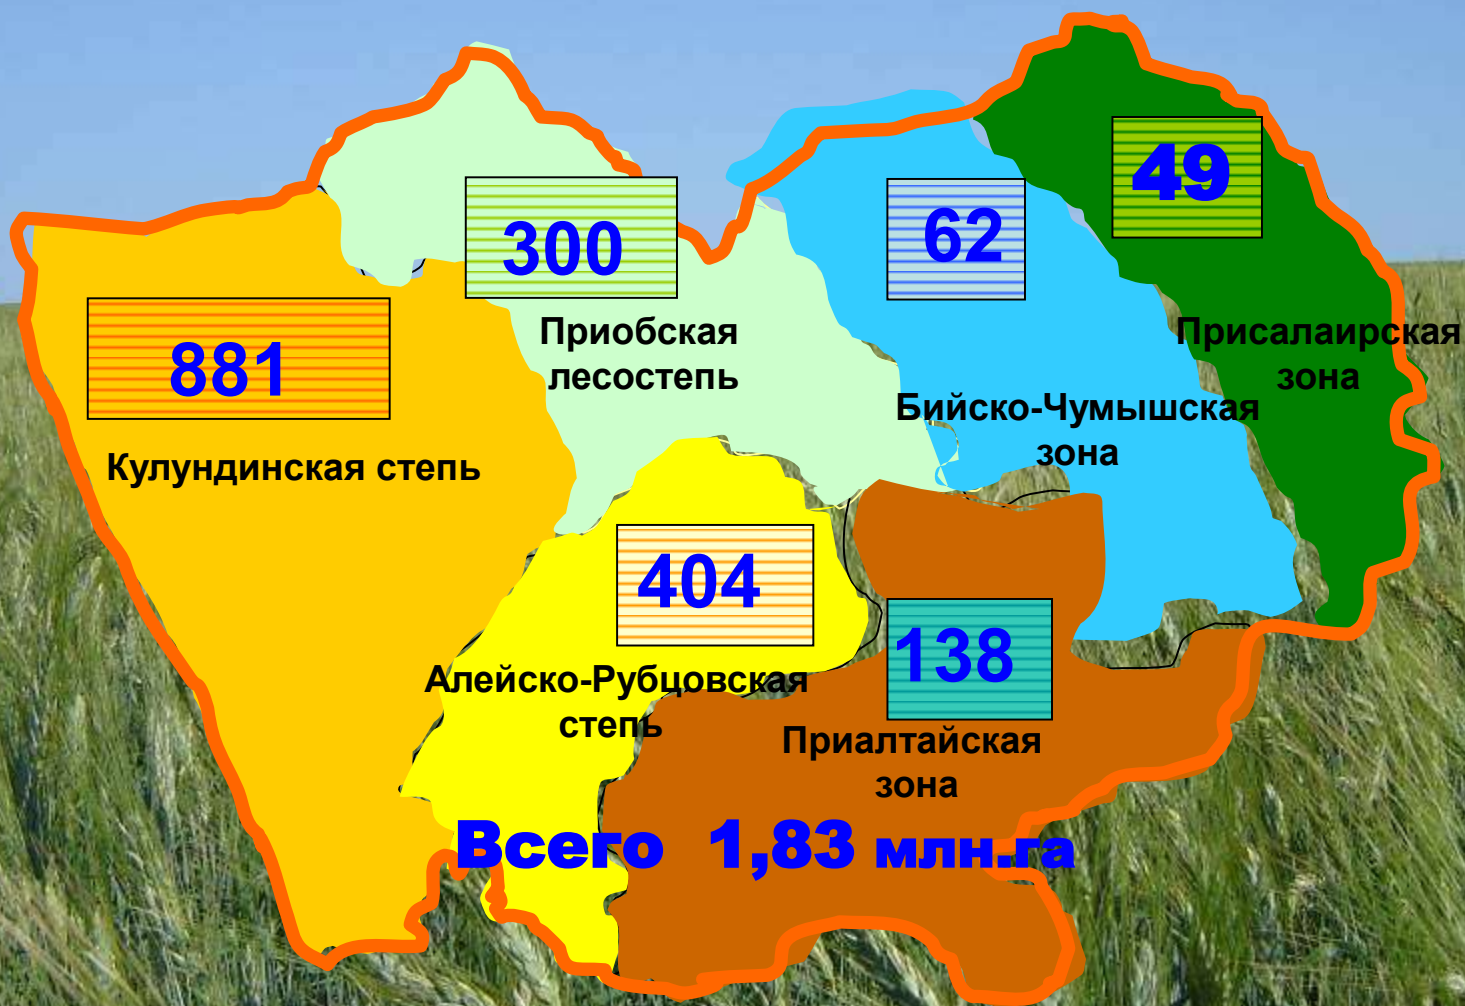 49
300
62
881
Приобская
лесостепь
Присалаирская
зона
Бийско-Чумышская
зона
Кулундинская степь
404
138
Алейско-Рубцовская
степь
Приалтайская
зона
Всего 1,83 млн.га